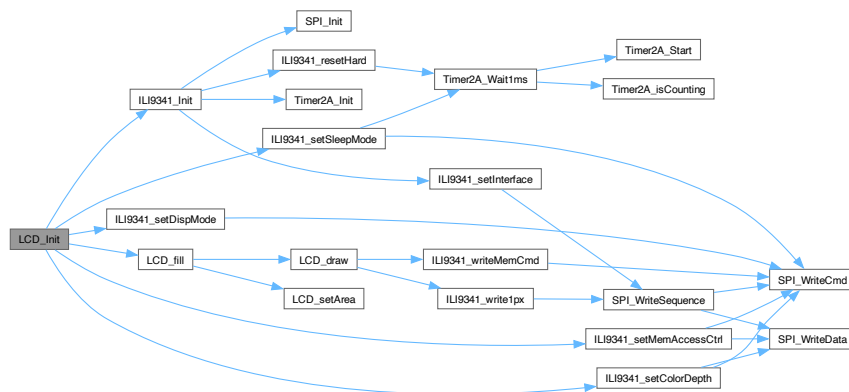 SPI_Init
Timer2A_Start
ILI9341_resetHard
Timer2A_Wait1ms
Timer2A_isCounting
ILI9341_Init
Timer2A_Init
ILI9341_setSleepMode
ILI9341_setInterface
ILI9341_setDispMode
LCD_Init
LCD_fill
LCD_draw
ILI9341_writeMemCmd
SPI_WriteCmd
LCD_setArea
ILI9341_write1px
SPI_WriteSequence
ILI9341_setMemAccessCtrl
SPI_WriteData
ILI9341_setColorDepth